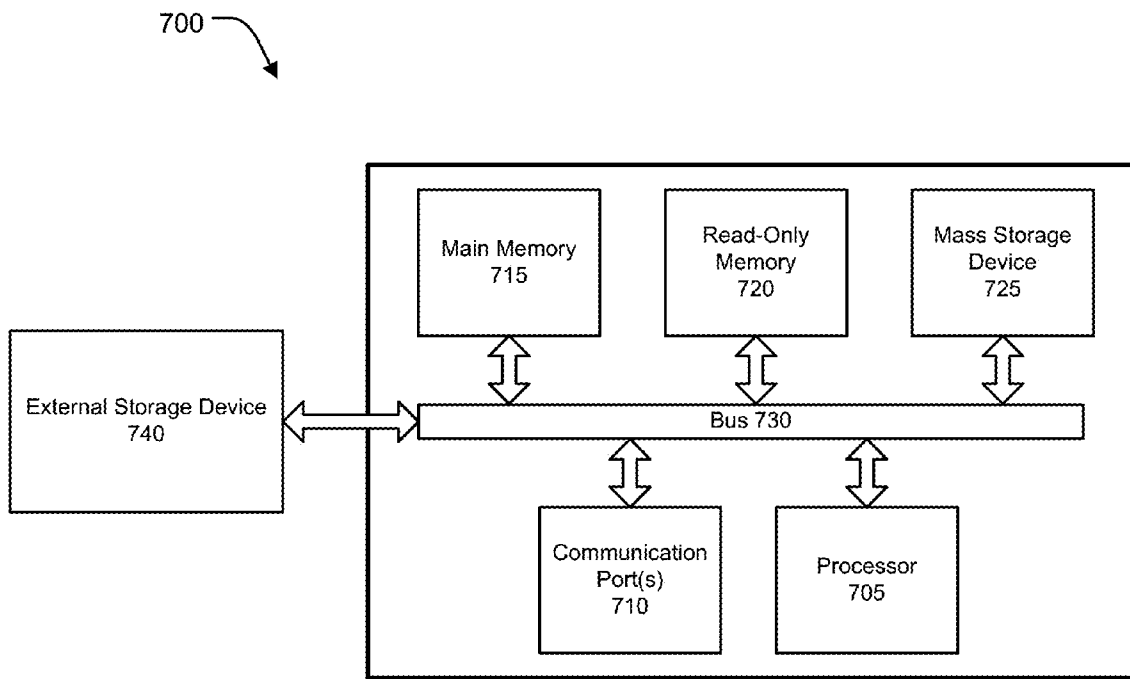 700
Main Memory
715
Read-Only
Memory
720
Mass Storage
Device
725
External Storage Device
740
Bus 730
Communication
Port(s)
710
Processor
705